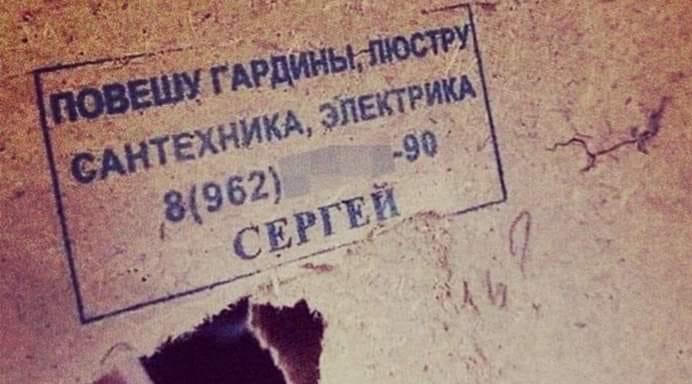 ПОВЕШУ ГАРДИНЫ, ЛЮСТРУ
САНТЕХНИКА, ЭЛЕКТРИКА
8(962) -90
СЕРГЕЙ